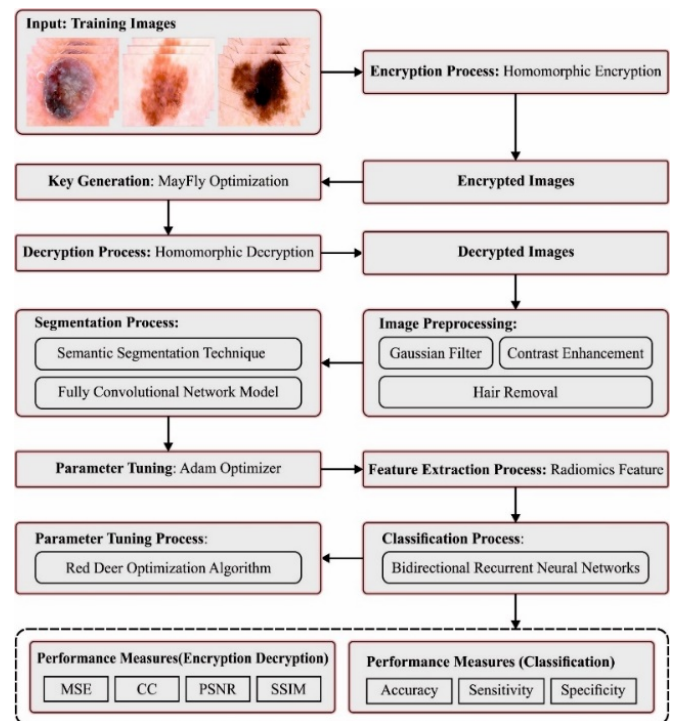 Input: Training Images
Encryption Process: Homomorphic Encryption
Key Generation: MayFly Optimization
Encrypted Images
Decryption Process: Homomorphic Decryption
Decrypted Images
Segmentation Process:
Semantic Segmentation Technique
Fully Convolutional Network Model
Image Preprocessing:
Gaussian Filter
Contrast Enhancement
Hair Removal
Parameter Tuning: Adam Optimizer
Feature Extraction Process: Radiomics Feature
Parameter Tuning Process:
Red Deer Optimization Algorithm
Classification Process:
Bidirectional Recurrent Neural Networks
Performance Measures(Encryption Decryption)
MSE
CC
PSNR
SSIM
Performance Measures (Classification)
Accuracy
Sensitivity
Specificity